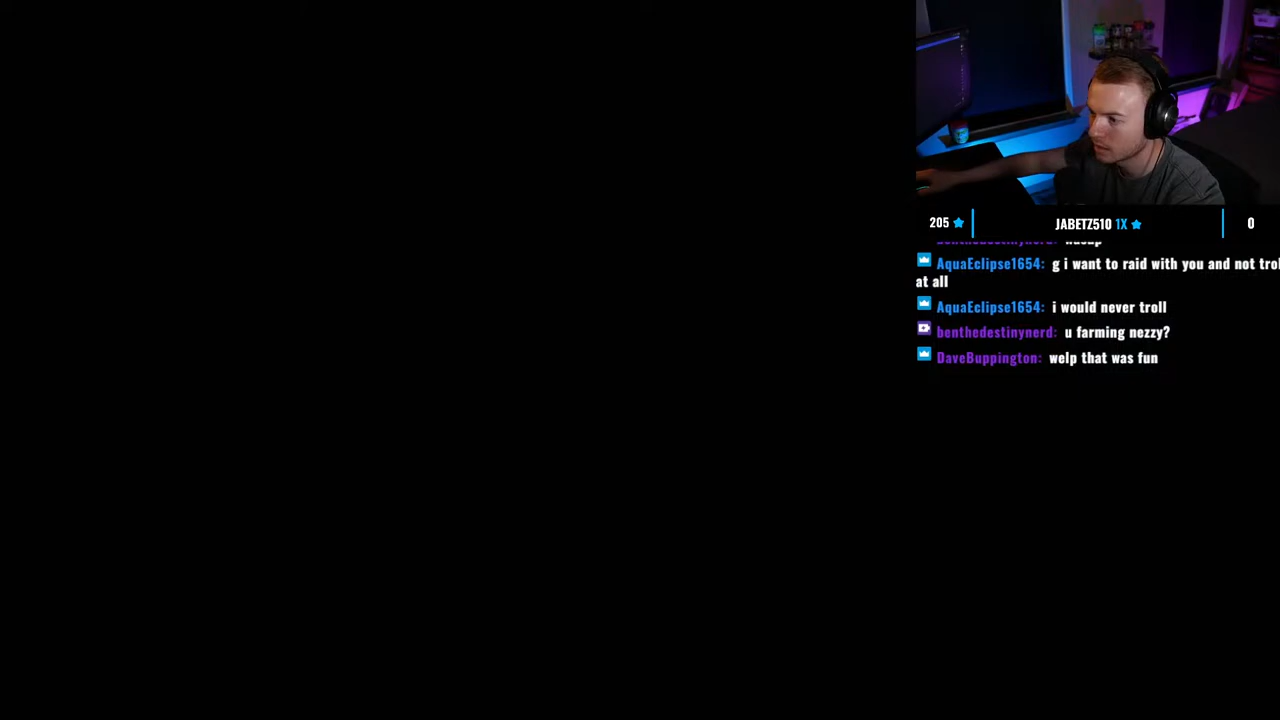 205
JABETZ510 1X
0
AquaEclipse1654: g i want to raid with you and not
at all
AquaEclipse1654: i would never troll
benthedestinynerd: u farming nezzy?
DaveBuppington: welp that was fun